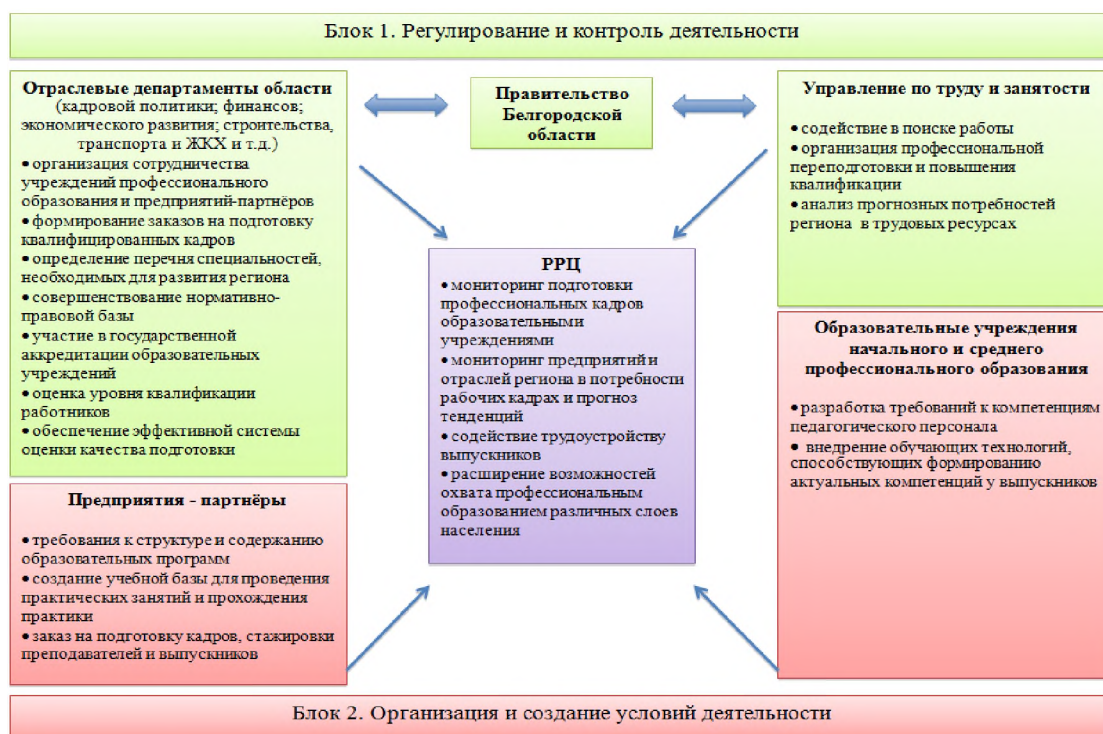 Блок 1. Регулирование и контроль деятельности
Отраслевые департаменты области
(кадровой политики; финансов;
экономического развития; строительства,
транспорта и ЖКХ и т.д.)
• организация сотрудничества
учреждений профессионального
образования и предприятий-партнёров
• формирование заказов на подготовку
квалифицированных кадров
• определение перечня специальностей,
необходимых для развития региона
• совершенствование нормативно-
правовой базы
• участие в государственной
аккредитации образовательных
учреждений
• оценка уровня квалификации
работников
• обеспечение эффективной системы
оценки качества подготовки
Правительство
Белгородской
области
Управление по труду и занятости
• содействие в поиске работы
• организация профессиональной
переподготовки и повышения
квалификации
• анализ прогнозных потребностей
региона в трудовых ресурсах
РРЦ
• мониторинг подготовки
профессиональных кадров
образовательными
учреждениями
• мониторинг предприятий и
отраслей региона в потребности
рабочих кадрах и прогноз
тенденций
• содействие трудоустройству
выпускников
• расширение возможностей
охвата профессиональным
образованием различных слоев
населения
Образовательные учреждения
начального и среднего
профессионального образования
• разработка требований к компетенциям
педагогического персонала
• внедрение обучающих технологий,
способствующих формированию
актуальных компетенций у выпускников
Предприятия - партнёры
• требования к структуре и содержанию
образовательных программ
• создание учебной базы для проведения
практических занятий и прохождения
практики
• заказ на подготовку кадров, стажировки
преподавателей и выпускников
Блок 2. Организация и создание условий деятельности